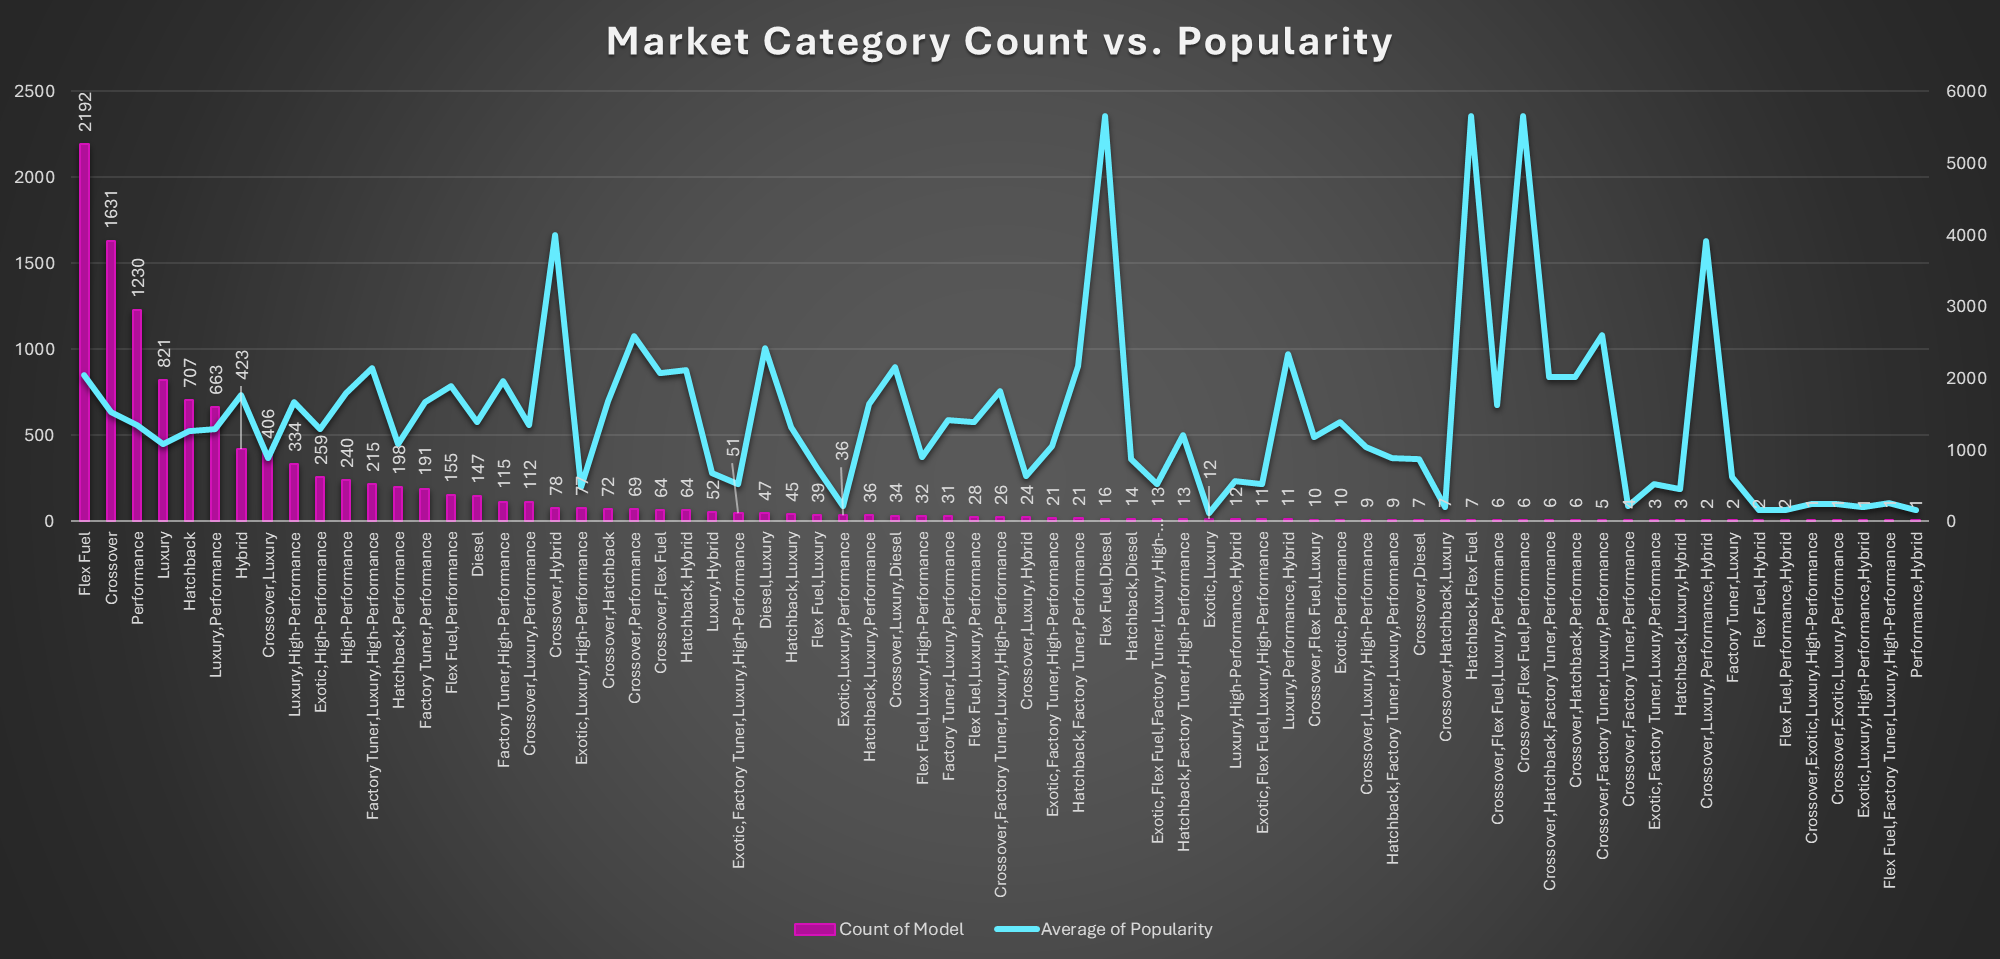 Market Category Count vs. Popularity
2500
2000
1500
1000
500
0
6000
5000
4000
3000
2000
1000
0
2192
1631
1230
821
707
663
423
406
334
259
240
215
198
191
155
147
115
112
78
77
72
69
64
64
52
51
47
45
39
36
36
34
32
31
28
26
24
21
21
16
14
13
13
12
12
11
11
10
10
9
9
7
7
7
6
6
6
6
5
3
3
2
2
2
2
1
Flex Fuel
Crossover
Performance
Luxury
Hatchback
Luxury,Performance
Hybrid
Crossover,Luxury
Luxury,High-Performance
Exotic,High-Performance
High-Performance
Factory Tuner,Luxury,High-Performance
Hatchback,Performance
Factory Tuner,Performance
Flex Fuel,Performance
Diesel
Factory Tuner,High-Performance
Crossover,Luxury,Performance
Crossover,Hybrid
Exotic,Luxury,High-Performance
Crossover,Hatchback
Crossover,Performance
Crossover,Flex Fuel
Hatchback,Hybrid
Luxury,Hybrid
Exotic,Factory Tuner,Luxury,High-Performance
Diesel,Luxury
Hatchback,Luxury
Flex Fuel,Luxury
Exotic,Luxury,Performance
Hatchback,Luxury,Performance
Crossover,Luxury,Diesel
Flex Fuel,Luxury,High-Performance
Factory Tuner,Luxury,Performance
Flex Fuel,Luxury,Performance
Crossover,Factory Tuner,Luxury,High-Performance
Crossover,Luxury,Hybrid
Exotic,Factory Tuner,High-Performance
Hatchback,Factory Tuner,Performance
Flex Fuel,Diesel
Hatchback,Diesel
Exotic,Flex Fuel,Factory Tuner,Luxury,High-…
Hatchback,Factory Tuner,High-Performance
Exotic,Luxury
Luxury,High-Performance,Hybrid
Exotic,Flex Fuel,Luxury,High-Performance
Luxury,Performance,Hybrid
Crossover,Flex Fuel,Luxury
Exotic,Performance
Crossover,Luxury,High-Performance
Hatchback,Factory Tuner,Luxury,Performance
Crossover,Diesel
Crossover,Hatchback,Luxury
Hatchback,Flex Fuel
Crossover,Flex Fuel,Luxury,Performance
Crossover,Flex Fuel,Performance
Crossover,Hatchback,Factory Tuner,Performance
Crossover,Hatchback,Performance
Crossover,Factory Tuner,Luxury,Performance
Crossover,Factory Tuner,Performance
Exotic,Factory Tuner,Luxury,Performance
Hatchback,Luxury,Hybrid
Crossover,Luxury,Performance,Hybrid
Factory Tuner,Luxury
Flex Fuel,Hybrid
Flex Fuel,Performance,Hybrid
Crossover,Exotic,Luxury,High-Performance
Crossover,Exotic,Luxury,Performance
Exotic,Luxury,High-Performance,Hybrid
Flex Fuel,Factory Tuner,Luxury,High-Performance
Performance,Hybrid
Count of Model
Average of Popularity